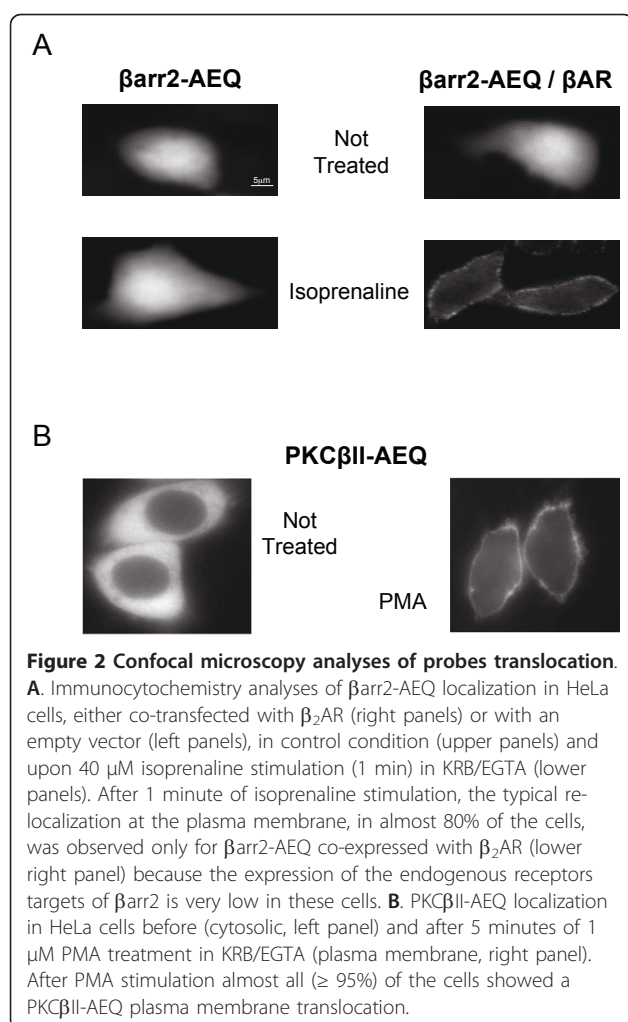 A
βarr2-AEQ
βarr2-AEQ / βAR
Not
Treated
5μm
Isoprenaline
B
PKCβII-AEQ
Not
Treated
PMA
Figure 2 Confocal microscopy analyses of probes translocation.
A. Immunocytochemistry analyses of βarr2-AEQ localization in HeLa
cells, either co-transfected with β₂AR (right panels) or with an
empty vector (left panels), in control condition (upper panels) and
upon 40 μM isoprenaline stimulation (1 min) in KRB/EGTA (lower
panels). After 1 minute of isoprenaline stimulation, the typical re-
localization at the plasma membrane, in almost 80% of the cells,
was observed only for βarr2-AEQ co-expressed with β₂AR (lower
right panel) because the expression of the endogenous receptors
targets of βarr2 is very low in these cells. B. PKCβII-AEQ localization
in HeLa cells before (cytosolic, left panel) and after 5 minutes of 1
μM PMA treatment in KRB/EGTA (plasma membrane, right panel).
After PMA stimulation almost all (≥ 95%) of the cells showed a
PKCβII-AEQ plasma membrane translocation.